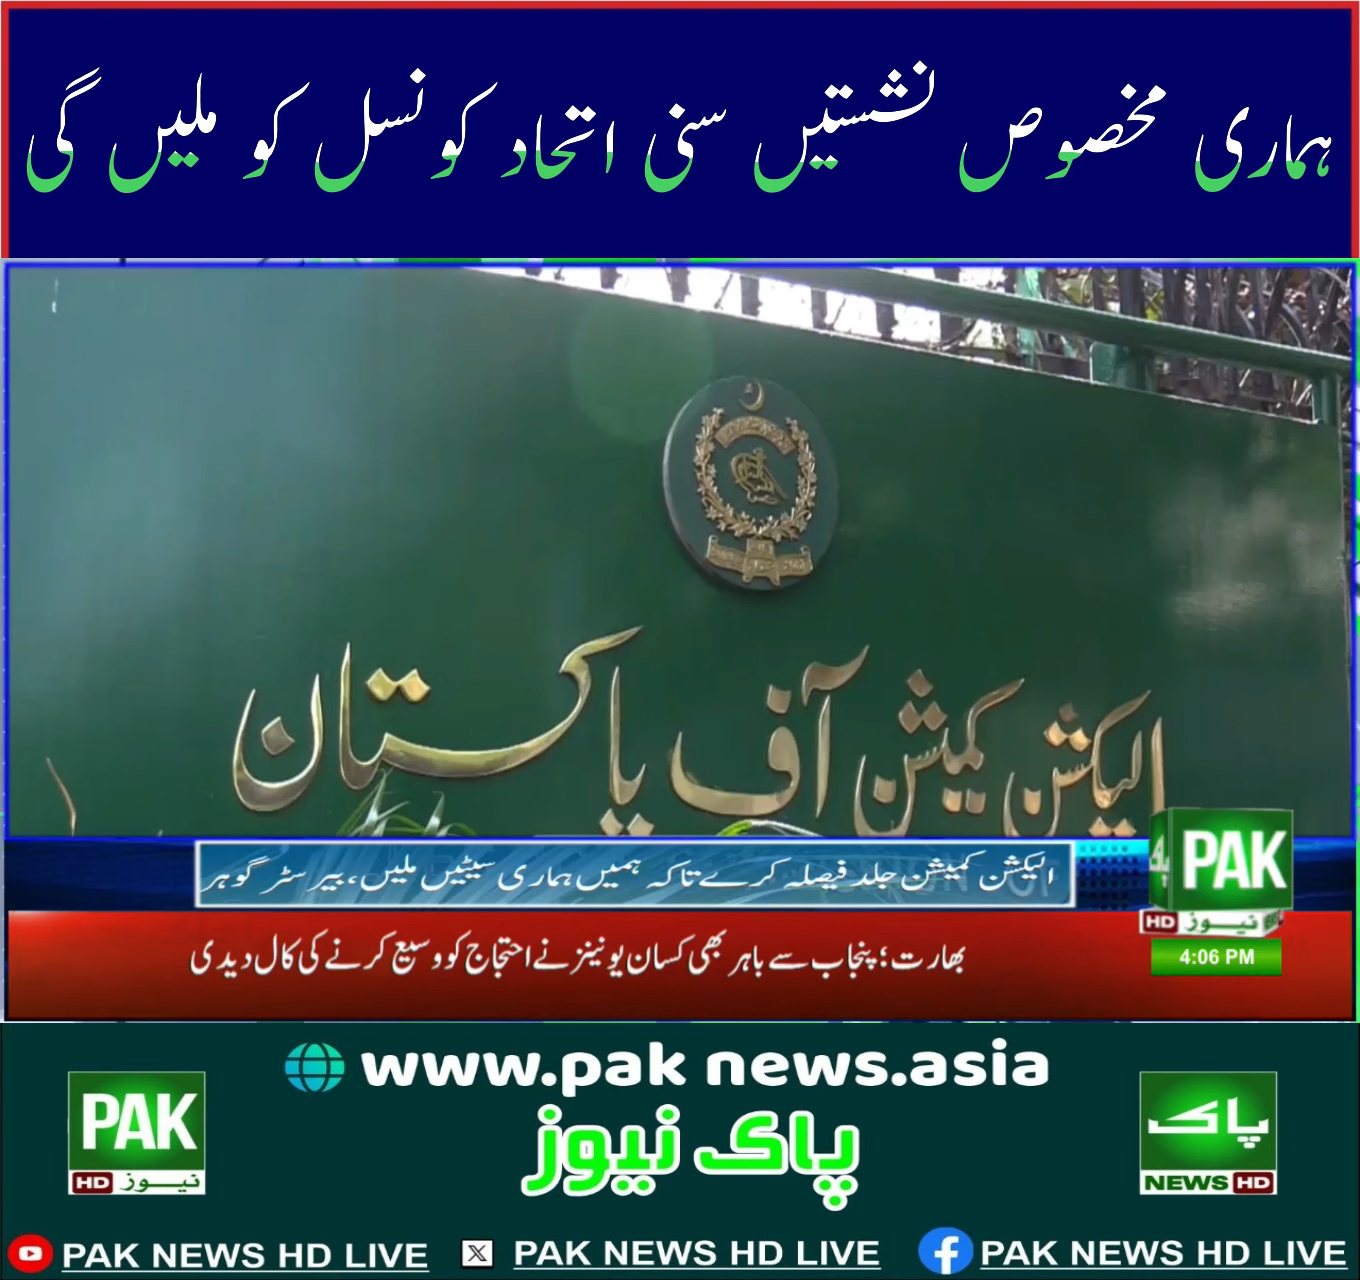 ہماری مخصوص نشستیں سنی اتحاد کونسل کو ملیں گی
الیکشن کمیشن آف پاکستان
الیکشن کمیشن جلد فیصلہ کرے تاکہ ہمیں ہماری سیٹیں ملیں، بیرسٹر گوہر
PAK
HD نیوز
4:06 PM
بھارت؛ پنجاب سے باہر بھی کسان یونینز نے احتجاج کو وسیع کرنے کی کال دیدی
www.pak news.asia
پاک نیوز
PAK
HD نیوز
پاک
NEWS HD
PAK NEWS HD LIVE
PAK NEWS HD LIVE
PAK NEWS HD LIVE